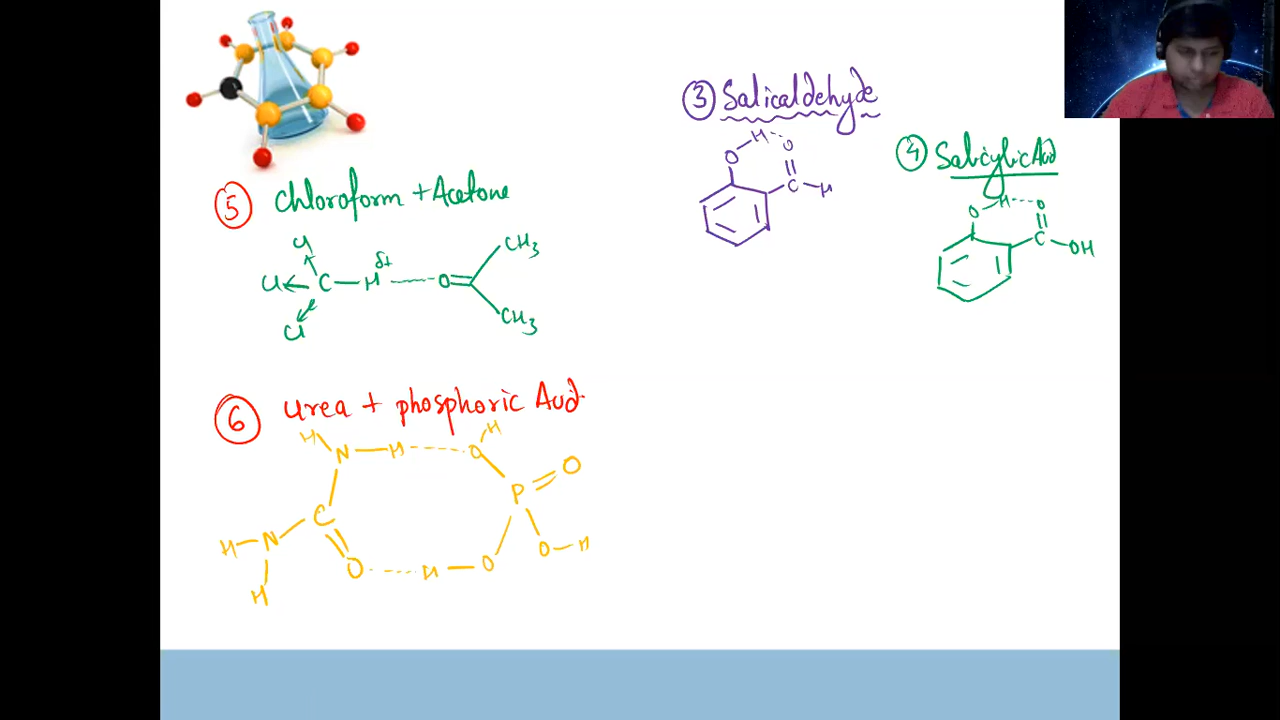 ③ Salicaldehyde
H
O
O
C H
④ Salicylic Acid
O H O
C OH
⑤ Chloroform + Acetone
Cl
Cl C H δ+ O CH3
Cl CH3
⑥ Urea + phosphoric Acid
H N H O H
P O
C
H N O H
H O H O